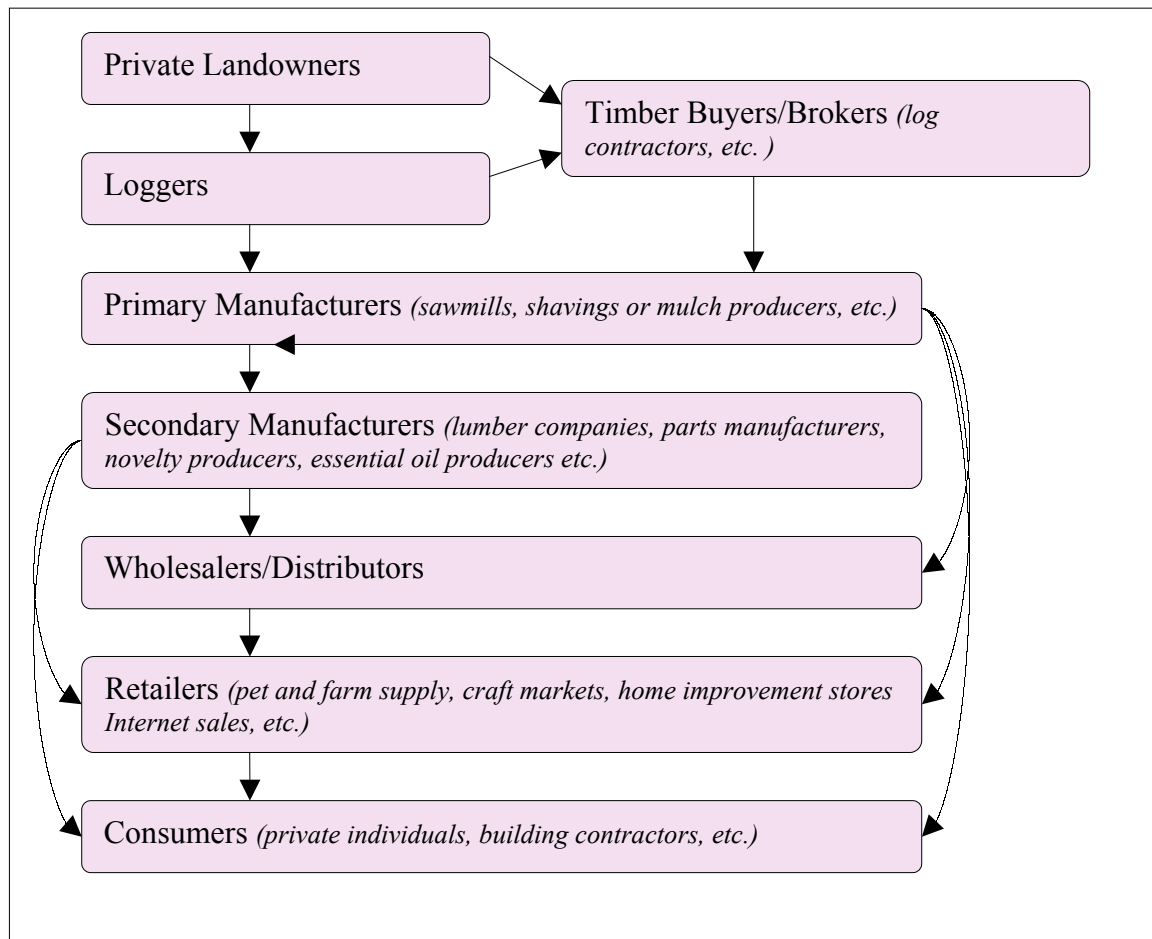 Private Landowners
Timber Buyers/Brokers (log
contractors, etc. )
Loggers
Primary Manufacturers (sawmills, shavings or mulch producers, etc.)
Secondary Manufacturers (lumber companies, parts manufacturers,
novelty producers, essential oil producers etc.)
Wholesalers/Distributors
Retailers (pet and farm supply, craft markets, home improvement stores
Internet sales, etc.)
Consumers (private individuals, building contractors, etc.)